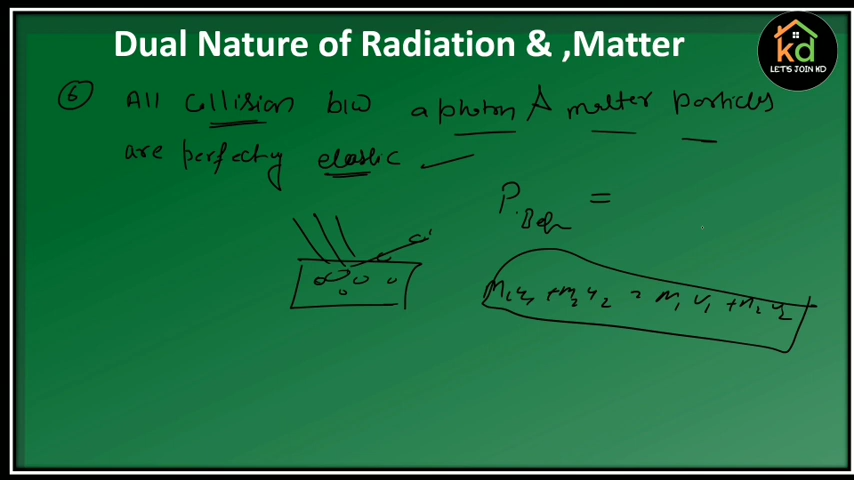 Dual Nature of Radiation & ,Matter
kd
LET'S JOIN KD
6 All Collision b/w a photon & matter particles
are perfectly elastic
P. Befr =
m₁u₁ + m₂u₂ = m₁v₁ + m₂v₂
e⁻